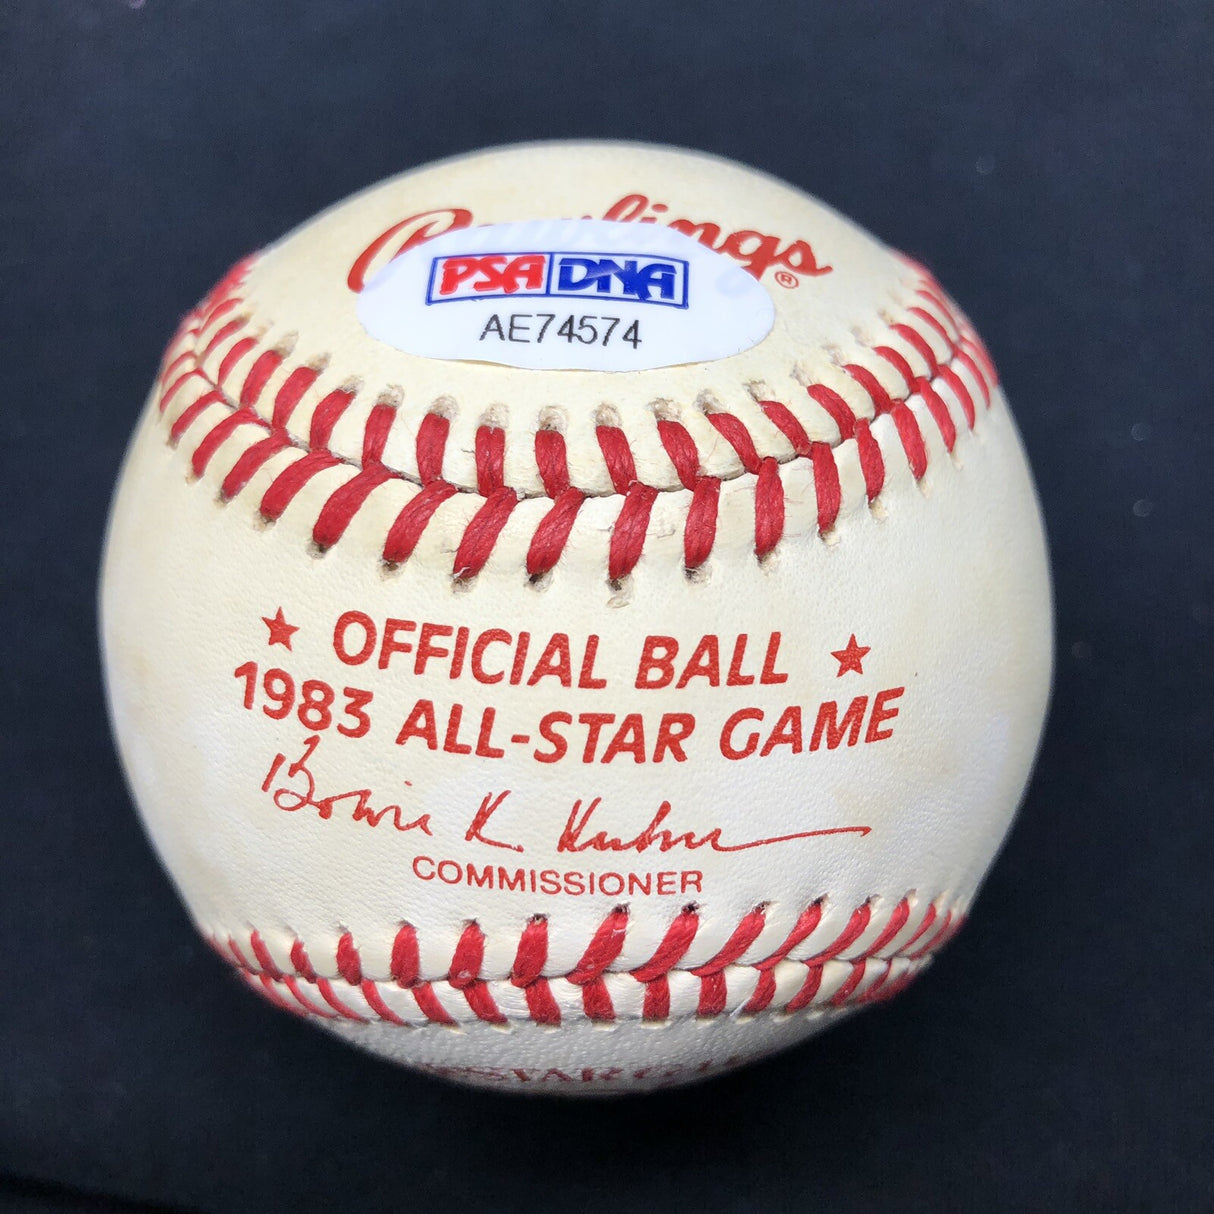 Rawlings®
PSA DNA
AE74574
★ OFFICIAL BALL ★
1983 ALL-STAR GAME
Bowie K. Kuhn
COMMISSIONER